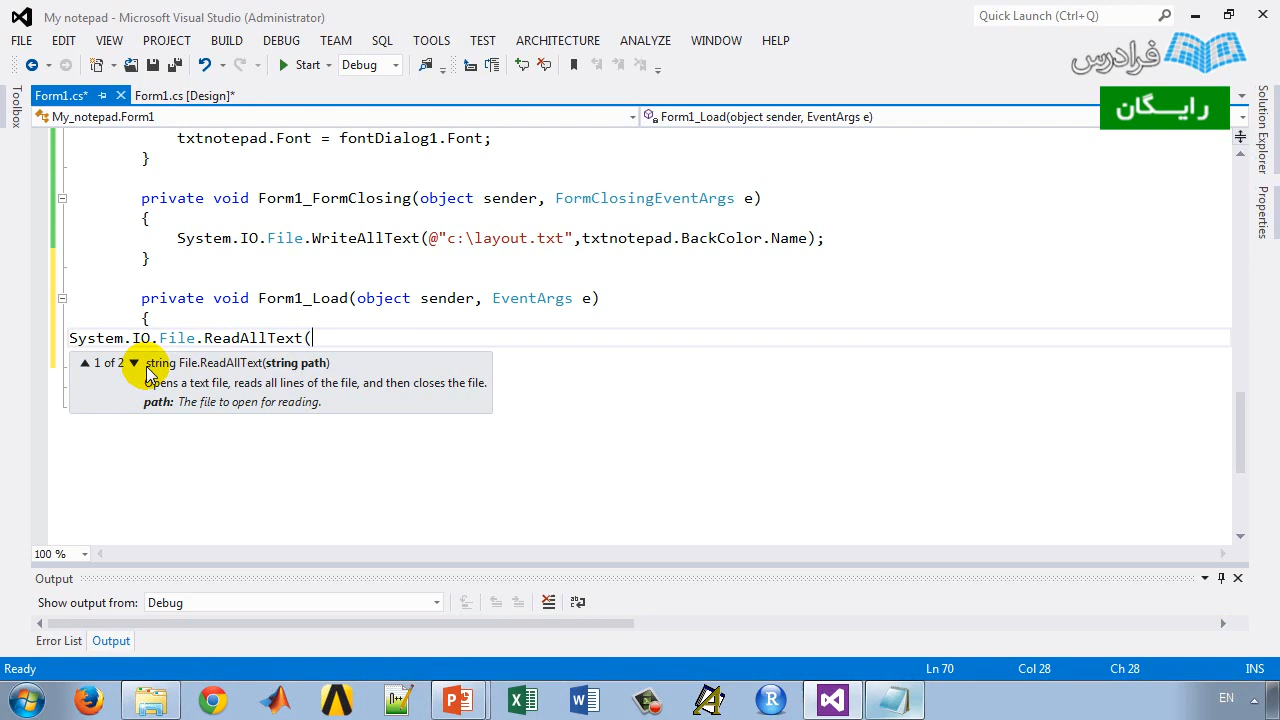 My notepad - Microsoft Visual Studio (Administrator)
Quick Launch (Ctrl+Q)
FILE EDIT VIEW PROJECT BUILD DEBUG TEAM SQL TOOLS TEST ARCHITECTURE ANALYZE WINDOW HELP
فرادرس
Start Debug
رایگان
Form1.cs* Form1.cs [Design]*
My_notepad.Form1 Form1_Load(object sender, EventArgs e)
Toolbox
Solution Explorer
Properties
txtnotepad.Font = fontDialog1.Font;
}
private void Form1_FormClosing(object sender, FormClosingEventArgs e)
{
System.IO.File.WriteAllText(@"c:\layout.txt",txtnotepad.BackColor.Name);
}
private void Form1_Load(object sender, EventArgs e)
{
System.IO.File.ReadAllText(
1 of 2 string File.ReadAllText(string path)
Opens a text file, reads all lines of the file, and then closes the file.
path: The file to open for reading.
100 %
Output
Show output from: Debug
Error List Output
Ready Ln 70 Col 28 Ch 28 INS
EN